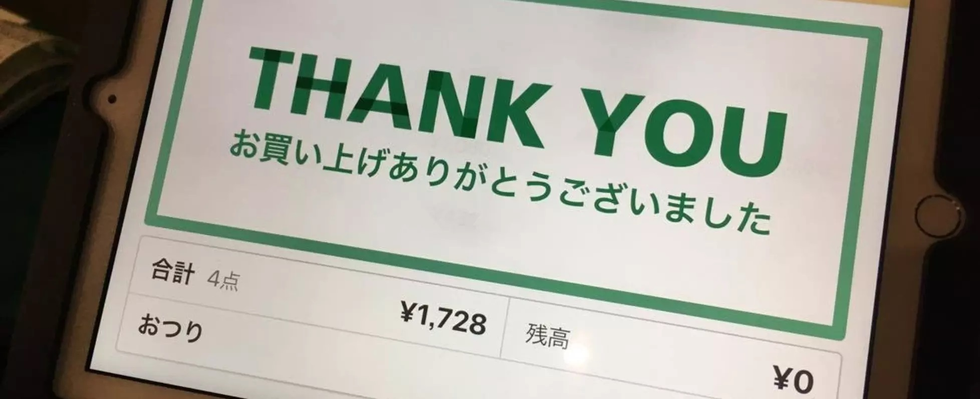 THANK YOU
お買い上げありがとうございました
合計 4点 ¥1,728
残高 ¥0
おつり